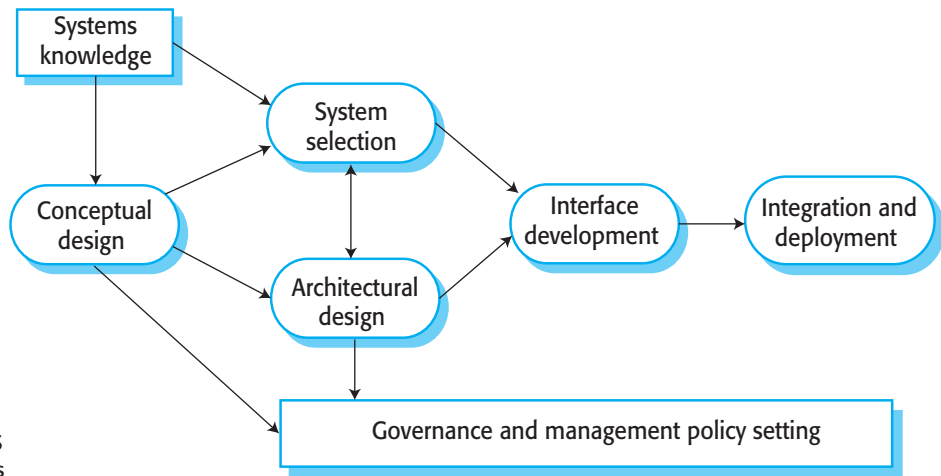 Systems
knowledge
System
selection
Conceptual
design
Interface
development
Integration and
deployment
Architectural
design
Governance and management policy setting